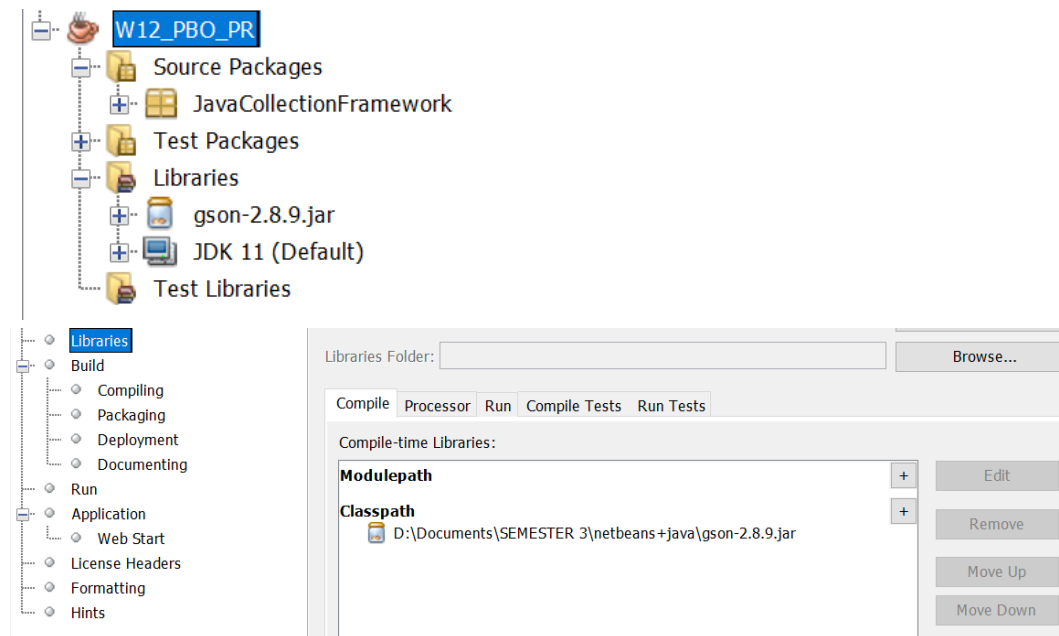 W12_PBO_PR
Source Packages
JavaCollectionFramework
Test Packages
Libraries
gson-2.8.9.jar
JDK 11 (Default)
Test Libraries
Libraries
Build
Compiling
Packaging
Deployment
Documenting
Run
Application
Web Start
License Headers
Formatting
Hints
Libraries Folder:
Browse...
Compile Processor Run Compile Tests Run Tests
Compile-time Libraries:
Modulepath +
Classpath +
D:\Documents\SEMESTER 3\netbeans+java\gson-2.8.9.jar
Edit
Remove
Move Up
Move Down